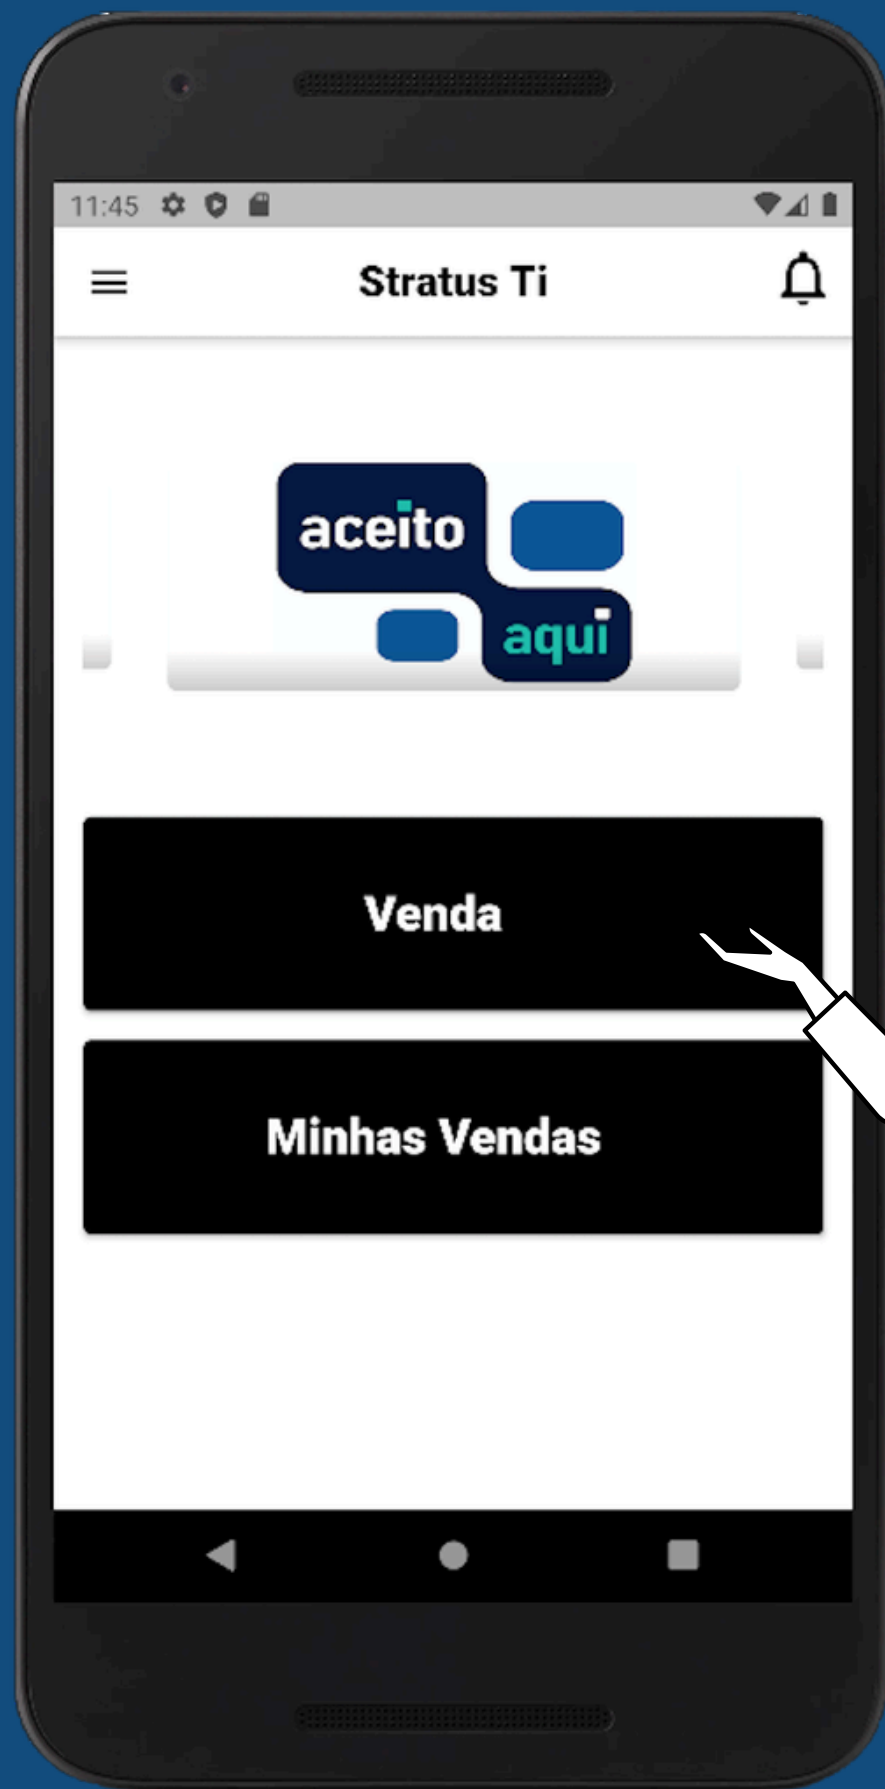 11:45
Stratus Ti
aceito
aqui
Venda
Minhas Vendas